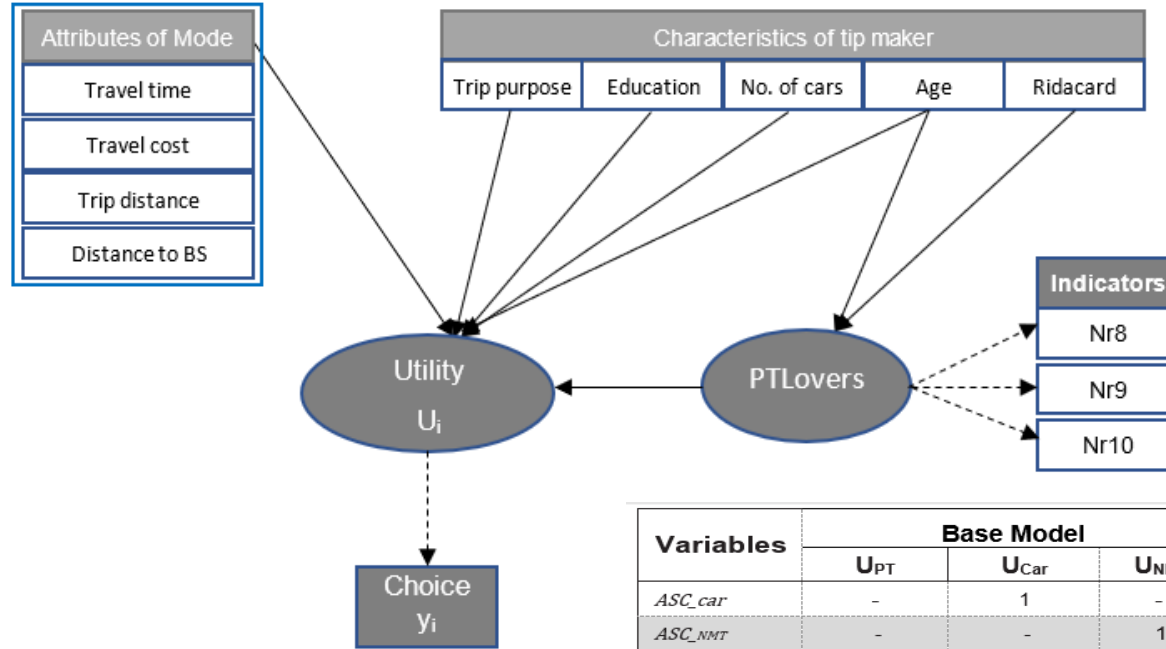 Attributes of Mode
Travel time
Travel cost
Trip distance
Distance to BS
Characteristics of tip maker
Trip purpose Education No. of cars Age Ridacard
Indicators
Nr8
Nr9
Nr10
Utility
Ui
PTLovers
Choice
yi
Variables Base Model
UPT UCar
ASC_car - 1 -
ASC_NMT - - 1